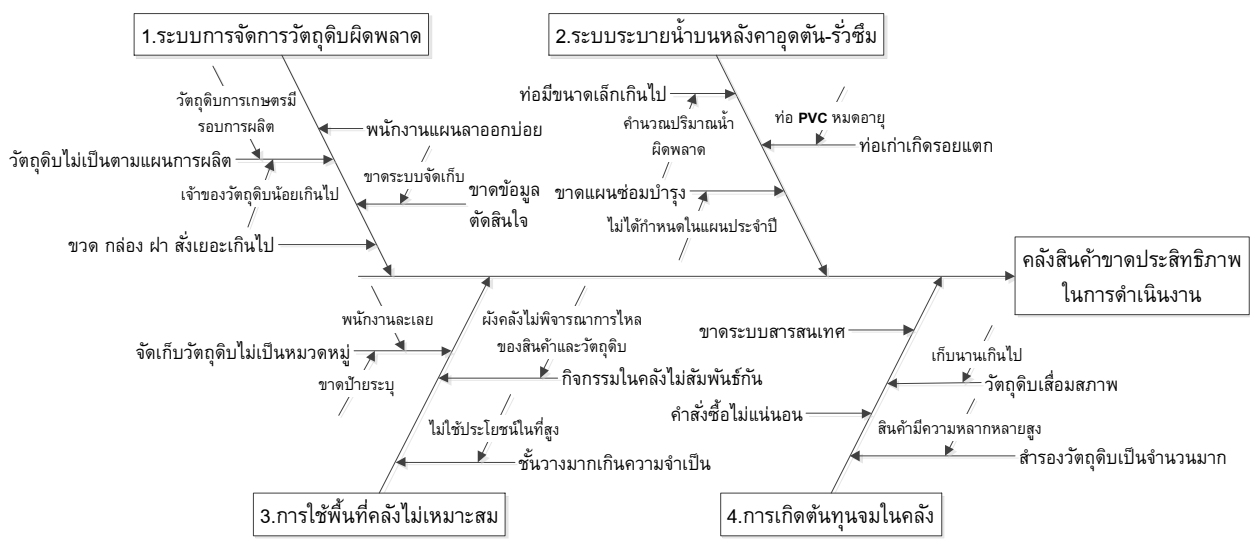 1.ระบบการจัดการวัตถุดิบผิดพลาด
วัตถุดิบการเกษตรมี
รอบการผลิต
พนักงานแผนลาออกบ่อย
วัตถุดิบไม่เป็นตามแผนการผลิต
ขาดระบบจัดเก็บ
เจ้าของวัตถุดิบน้อยเกินไป
ขาดข้อมูล
ตัดสินใจ
ขวด กล่อง ฝา สั่งเยอะเกินไป
2.ระบบระบายน้ำบนหลังคาอุดตัน-รั่วซึม
ท่อมีขนาดเล็กเกินไป
คำนวณปริมาณน้ำ
ผิดพลาด
ท่อ PVC หมดอายุ
ท่อเก่าเกิดรอยแตก
ขาดแผนซ่อมบำรุง
ไม่ได้กำหนดในแผนประจำปี
คลังสินค้าขาดประสิทธิภาพ
ในการดำเนินงาน
พนักงานละเลย
จัดเก็บวัตถุดิบไม่เป็นหมวดหมู่
ขาดป้ายระบุ
ผังคลังไม่พิจารณาการไหล
ของสินค้าและวัตถุดิบ
กิจกรรมในคลังไม่สัมพันธ์กัน
ไม่ใช้ประโยชน์ในที่สูง
ชั้นวางมากเกินความจำเป็น
3.การใช้พื้นที่คลังไม่เหมาะสม
ขาดระบบสารสนเทศ
เก็บนานเกินไป
วัตถุดิบเสื่อมสภาพ
คำสั่งซื้อไม่แน่นอน
สินค้ามีความหลากหลายสูง
สำรองวัตถุดิบเป็นจำนวนมาก
4.การเกิดต้นทุนจมในคลัง